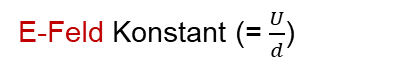 E-Feld Konstant (= U/d)